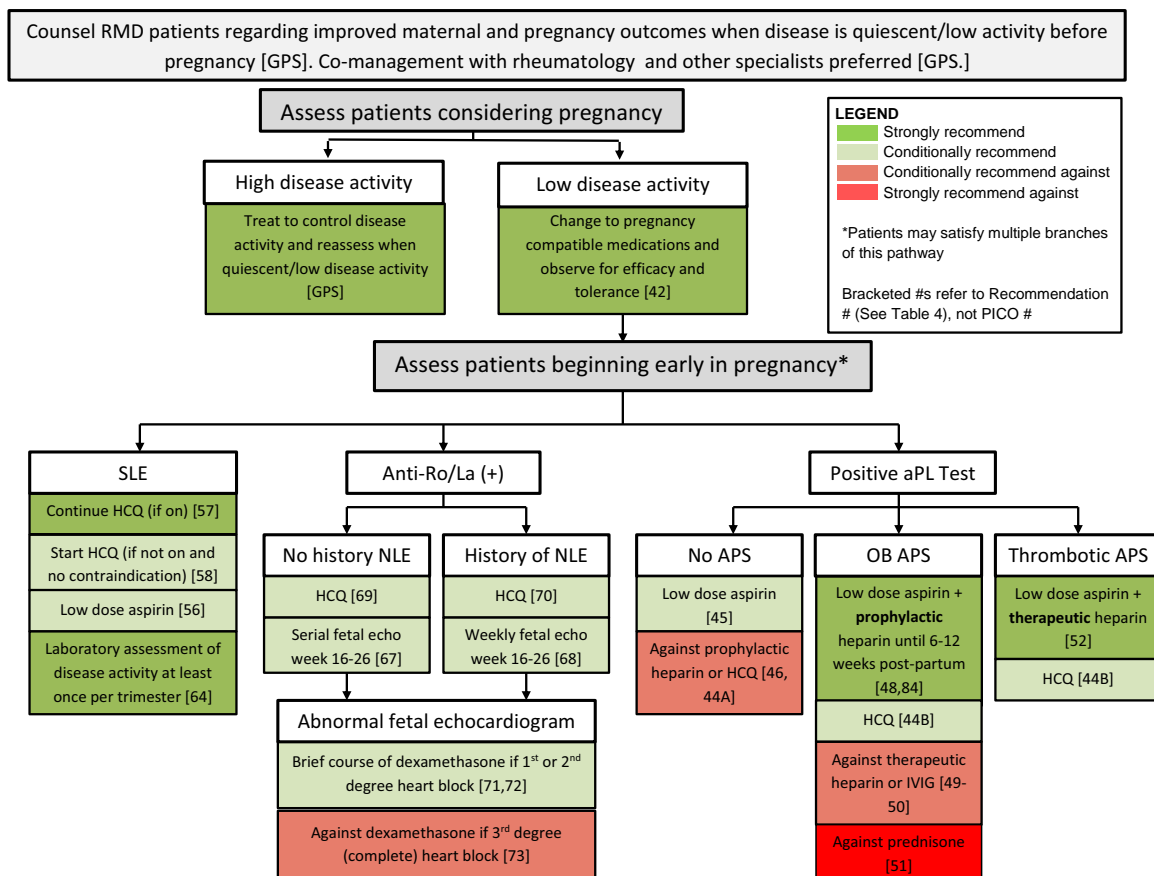 Counsel RMD patients regarding improved maternal and pregnancy outcomes when disease is quiescent/low activity before
pregnancy [GPS]. Co-management with rheumatology and other specialists preferred [GPS.]
Assess patients considering pregnancy
LEGEND
Strongly recommend
Conditionally recommend
Conditionally recommend against
Strongly recommend against
*Patients may satisfy multiple branches
of this pathway
Bracketed #s refer to Recommendation
# (See Table 4), not PICO #
High disease activity
Treat to control disease
activity and reassess when
quiescent/low disease activity
[GPS]
Low disease activity
Change to pregnancy
compatible medications and
observe for efficacy and
tolerance [42]
Assess patients beginning early in pregnancy*
SLE
Continue HCQ (if on) [57]
Start HCQ (if not on and
no contraindication) [58]
Low dose aspirin [56]
Laboratory assessment of
disease activity at least
once per trimester [64]
Anti-Ro/La (+)
No history NLE
HCQ [69]
Serial fetal echo
week 16-26 [67]
History of NLE
HCQ [70]
Weekly fetal echo
week 16-26 [68]
Abnormal fetal echocardiogram
Brief course of dexamethasone if 1st or 2nd
degree heart block [71,72]
Against dexamethasone if 3rd degree
(complete) heart block [73]
Positive aPL Test
No APS
Low dose aspirin
[45]
Against prophylactic
heparin or HCQ [46,
44A]
OB APS
Low dose aspirin +
prophylactic
heparin until 6-12
weeks post-partum
[48,84]
HCQ [44B]
Against therapeutic
heparin or IVIG [49-
50]
Against prednisone
[51]
Thrombotic APS
Low dose aspirin +
therapeutic heparin
[52]
HCQ [44B]